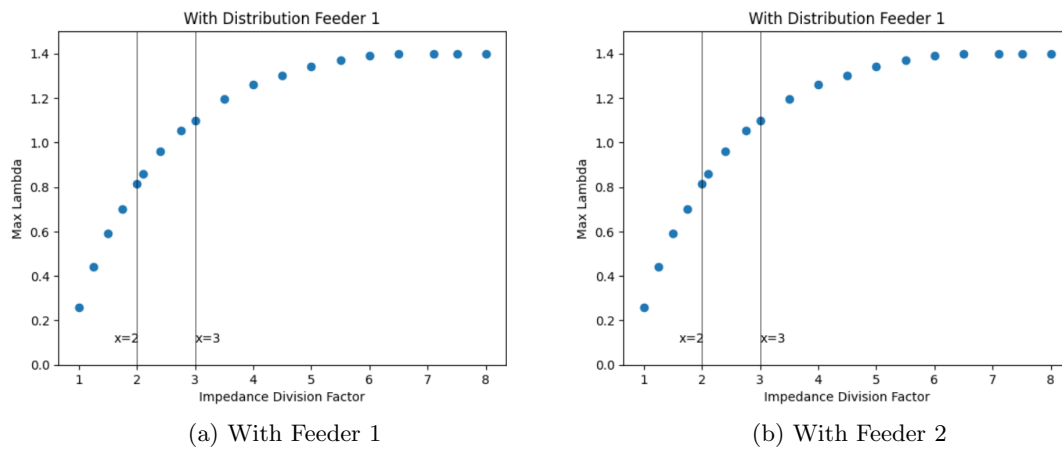 With Distribution Feeder 1
Max Lambda
1.4
1.2
1.0
0.8
0.6
0.4
0.2
0.0
x=2
x=3
1 2 3 4 5 6 7 8
Impedance Division Factor
(a) With Feeder 1
With Distribution Feeder 1
Max Lambda
1.4
1.2
1.0
0.8
0.6
0.4
0.2
0.0
x=2
x=3
1 2 3 4 5 6 7 8
Impedance Division Factor
(b) With Feeder 2